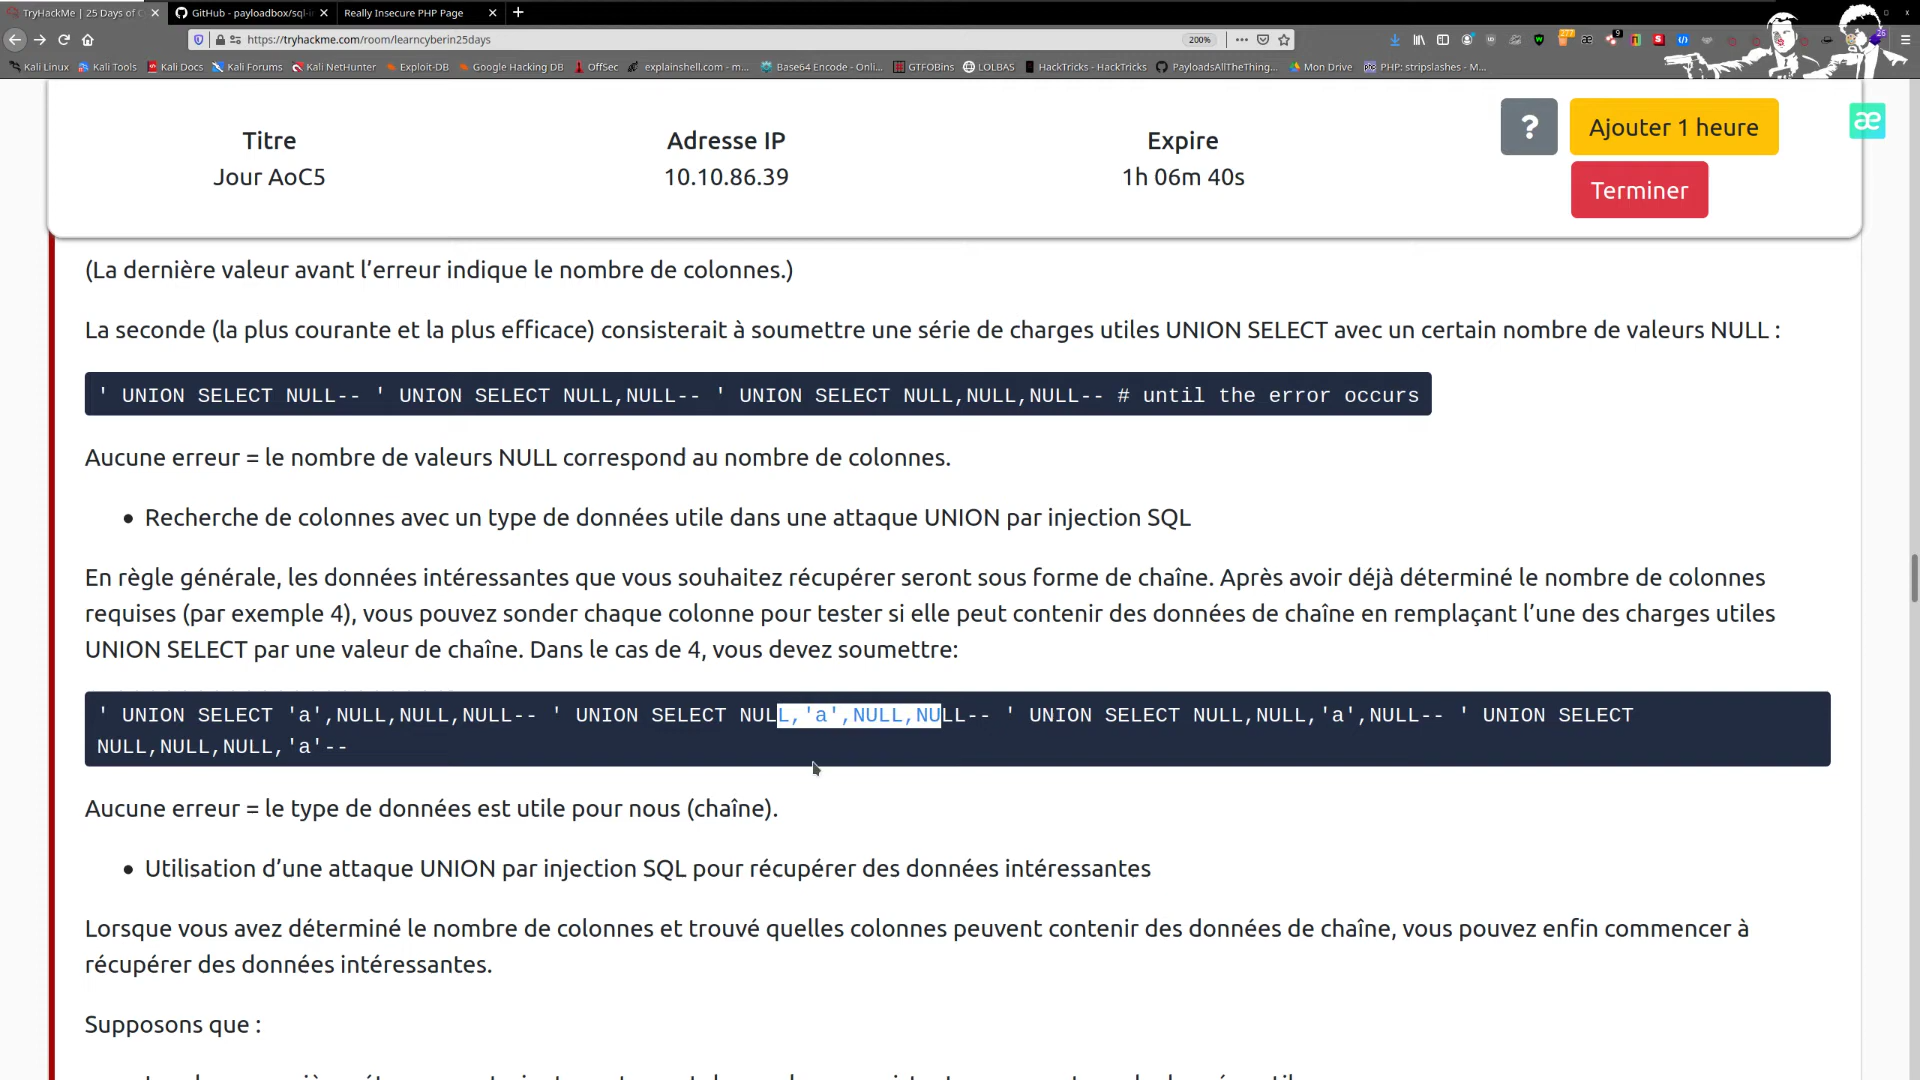 TryHackMe | 25 Days of
GitHub - payloadbox/sql-i
Really Insecure PHP Page
https://tryhackme.com/room/learncyberin25days
200%
Kali Linux Kali Tools Kali Docs Kali Forums Kali NetHunter Exploit-DB Google Hacking DB OffSec explainshell.com - m... Base64 Encode - Onli... GTFOBins LOLBAS HackTricks - HackTricks PayloadsAllTheThing... Mon Drive PHP: stripslashes - M...
Titre Adresse IP Expire
Jour AoC5 10.10.86.39 1h 06m 40s
? Ajouter 1 heure
Terminer
æ
(La dernière valeur avant l’erreur indique le nombre de colonnes.)
La seconde (la plus courante et la plus efficace) consisterait à soumettre une série de charges utiles UNION SELECT avec un certain nombre de valeurs NULL :
' UNION SELECT NULL-- ' UNION SELECT NULL,NULL-- ' UNION SELECT NULL,NULL,NULL-- # until the error occurs
Aucune erreur = le nombre de valeurs NULL correspond au nombre de colonnes.
• Recherche de colonnes avec un type de données utile dans une attaque UNION par injection SQL
En règle générale, les données intéressantes que vous souhaitez récupérer seront sous forme de chaîne. Après avoir déjà déterminé le nombre de colonnes
requises (par exemple 4), vous pouvez sonder chaque colonne pour tester si elle peut contenir des données de chaîne en remplaçant l’une des charges utiles
UNION SELECT par une valeur de chaîne. Dans le cas de 4, vous devez soumettre:
' UNION SELECT 'a',NULL,NULL,NULL-- ' UNION SELECT NULL,'a',NULL,NULL-- ' UNION SELECT NULL,NULL,'a',NULL-- ' UNION SELECT
NULL,NULL,NULL,'a'--
Aucune erreur = le type de données est utile pour nous (chaîne).
• Utilisation d’une attaque UNION par injection SQL pour récupérer des données intéressantes
Lorsque vous avez déterminé le nombre de colonnes et trouvé quelles colonnes peuvent contenir des données de chaîne, vous pouvez enfin commencer à
récupérer des données intéressantes.
Supposons que :